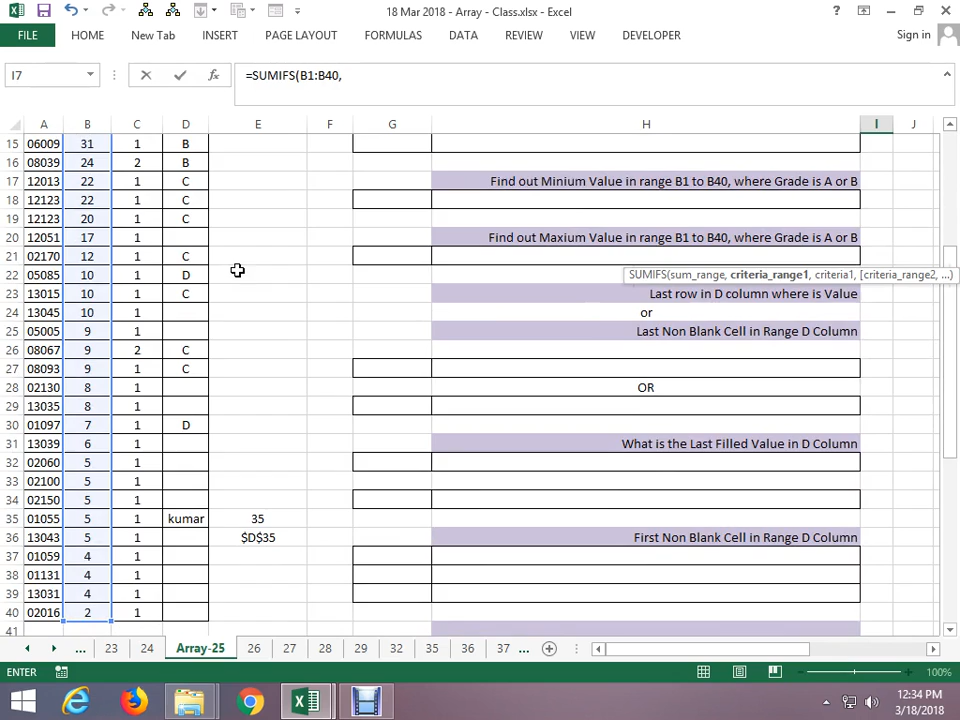 18 Mar 2018 - Array - Class.xlsx - Excel
Sign in
FILE HOME New Tab INSERT PAGE LAYOUT FORMULAS DATA REVIEW VIEW DEVELOPER
I7 fx =SUMIFS(B1:B40,
A B C D E F G H I J
15 06009 31 1 B
16 08039 24 2 B
17 12013 22 1 C Find out Minium Value in range B1 to B40, where Grade is A or B
18 12123 22 1 C
19 12123 20 1 C
20 12051 17 1 Find out Maxium Value in range B1 to B40, where Grade is A or B
21 02170 12 1 C
22 05085 10 1 D SUMIFS(sum_range, criteria_range1, criteria1, [criteria_range2, ...)
23 13015 10 1 C Last row in D column where is Value
24 13045 10 1 or
25 05005 9 1 Last Non Blank Cell in Range D Column
26 08067 9 2 C
27 08093 9 1 C
28 02130 8 1 OR
29 13035 8 1
30 01097 7 1 D
31 13039 6 1 What is the Last Filled Value in D Column
32 02060 5 1
33 02100 5 1
34 02150 5 1
35 01055 5 1 kumar 35
36 13043 5 1 $D$35 First Non Blank Cell in Range D Column
37 01059 4 1
38 01131 4 1
39 13031 4 1
40 02016 2 1
41
... 23 24 Array-25 26 27 28 29 32 35 36 37 ...
ENTER 100%
12:34 PM
3/18/2018